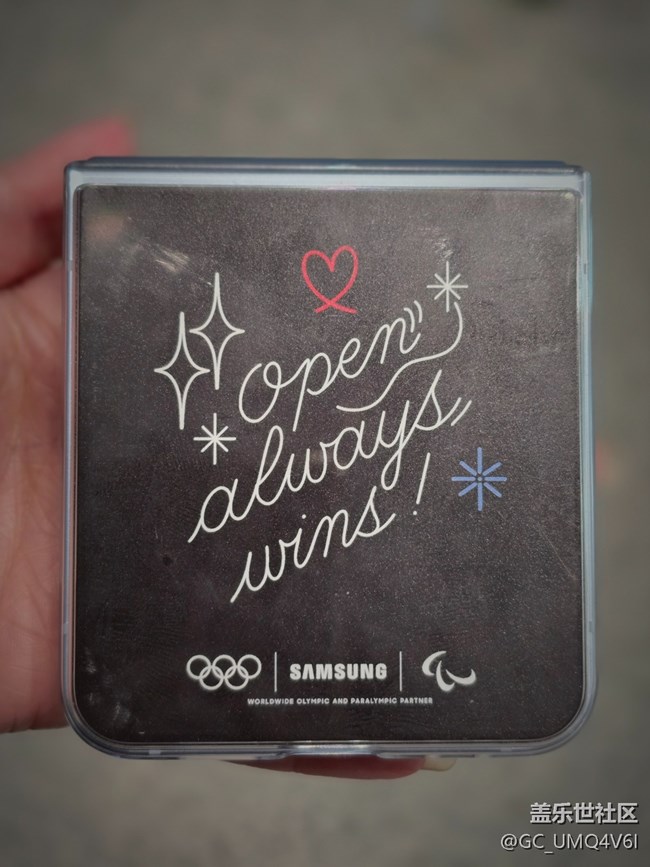 open
always
wins!
SAMSUNG
WORLDWIDE OLYMPIC AND PARALYMPIC PARTNER
盖乐世社区
@GC_UMQ4V6I